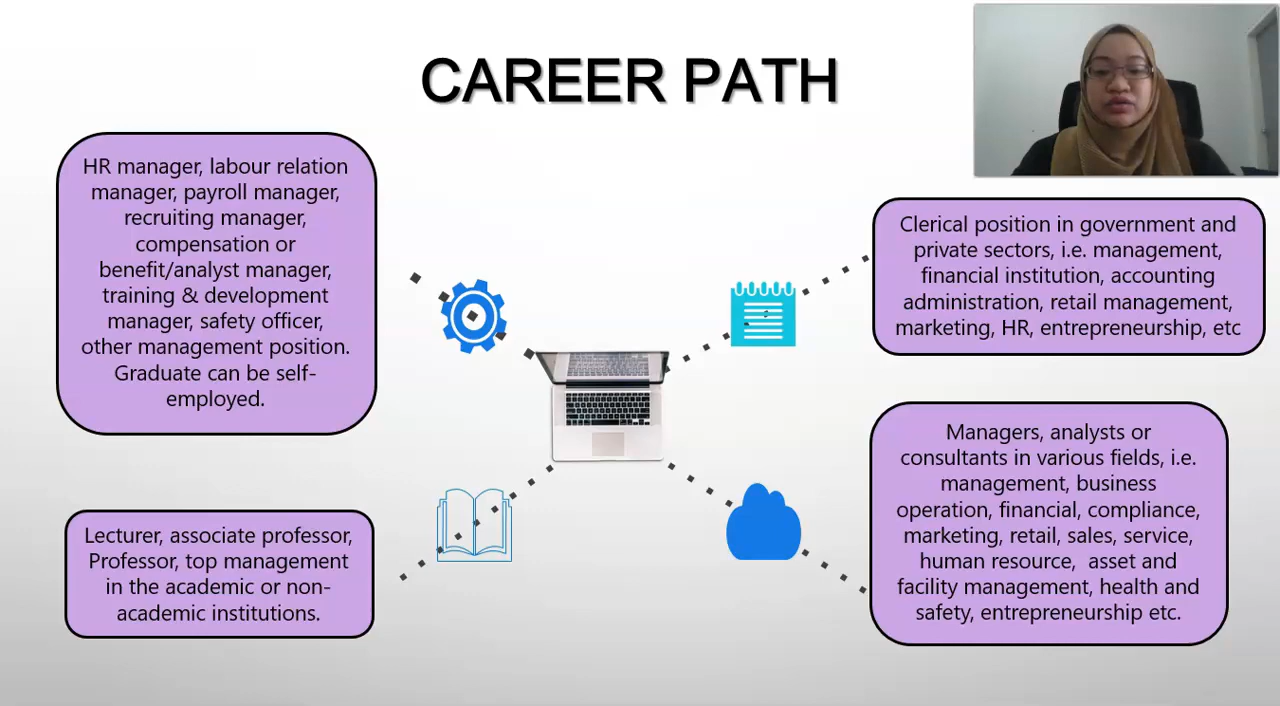 CAREER PATH
HR manager, labour relation
manager, payroll manager,
recruiting manager,
compensation or
benefit/analyst manager,
training & development
manager, safety officer,
other management position.
Graduate can be self-
employed.
Clerical position in government and
private sectors, i.e. management,
financial institution, accounting
administration, retail management,
marketing, HR, entrepreneurship, etc
Lecturer, associate professor,
Professor, top management
in the academic or non-
academic institutions.
Managers, analysts or
consultants in various fields, i.e.
management, business
operation, financial, compliance,
marketing, retail, sales, service,
human resource, asset and
facility management, health and
safety, entrepreneurship etc.